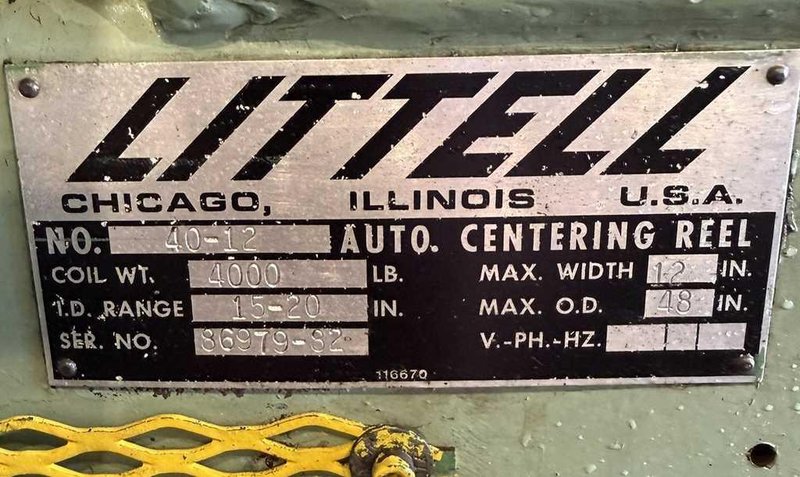 LITTELL
CHICAGO, ILLINOIS U.S.A.
NO. 40-12 AUTO. CENTERING REEL
COIL WT. 4000 LB. MAX. WIDTH 12 IN.
I.D. RANGE 15-20 IN. MAX. O.D. 48 IN.
SER. NO. 86979-82 V.-PH.-HZ.
116670